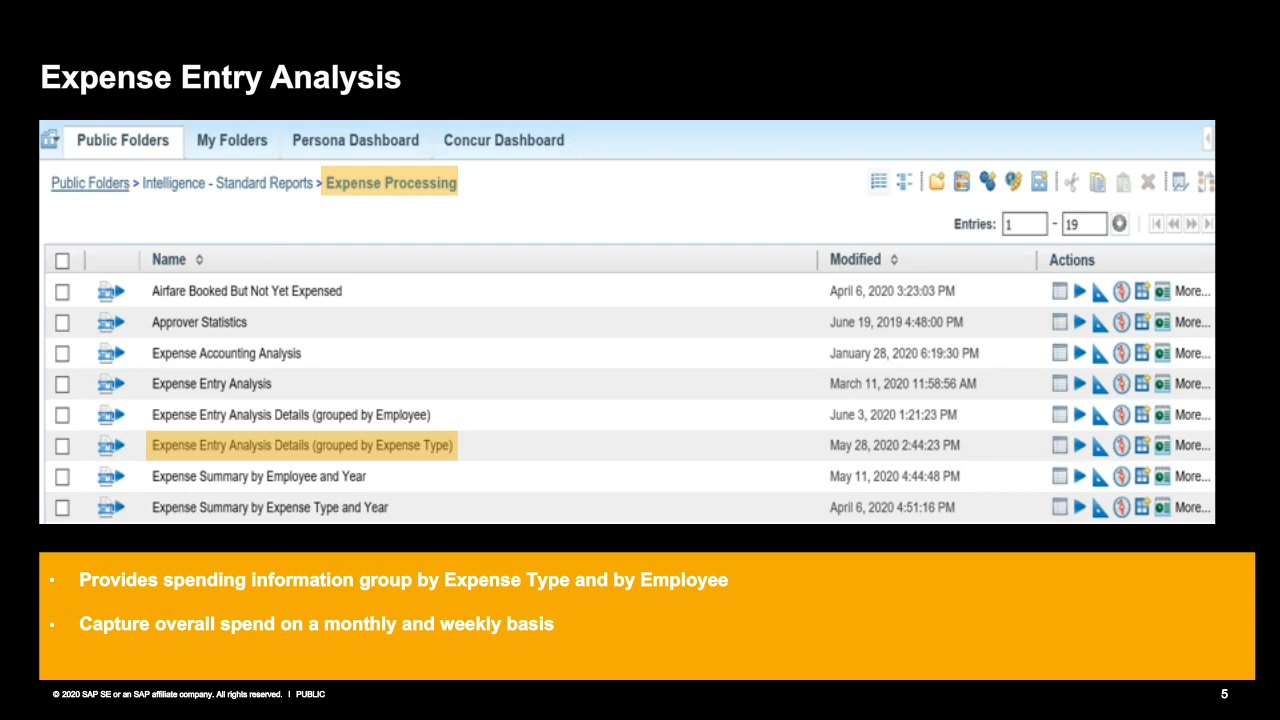 Expense Entry Analysis
Public Folders My Folders Persona Dashboard Concur Dashboard
Public Folders > Intelligence - Standard Reports > Expense Processing
Entries: 1 - 19
Name Modified Actions
Airfare Booked But Not Yet Expensed April 6, 2020 3:23:03 PM More...
Approver Statistics June 19, 2019 4:48:00 PM More...
Expense Accounting Analysis January 28, 2020 6:19:30 PM More...
Expense Entry Analysis March 11, 2020 11:58:56 AM More...
Expense Entry Analysis Details (grouped by Employee) June 3, 2020 1:21:23 PM More...
Expense Entry Analysis Details (grouped by Expense Type) May 28, 2020 2:44:23 PM More...
Expense Summary by Employee and Year May 11, 2020 4:44:48 PM More...
Expense Summary by Expense Type and Year April 6, 2020 4:51:16 PM More...
• Provides spending information group by Expense Type and by Employee
• Capture overall spend on a monthly and weekly basis
© 2020 SAP SE or an SAP affiliate company. All rights reserved. | PUBLIC 5